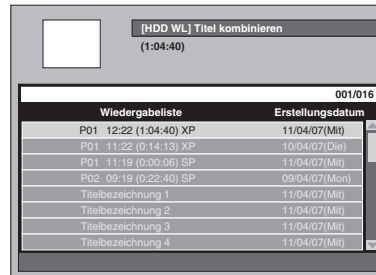 [HDD WL] Titel kombinieren
(1:04:40)
001/016
Wiedergabeliste Erstellungsdatum
P01 12:22 (1:04:40) XP 11/04/07(Mit)
P01 11:22 (0:14:13) XP 10/04/07(Die)
P01 11:19 (0:00:06) SP 11/04/07(Mit)
P02 09:19 (0:22:40) SP 09/04/07(Mon)
Titelbezeichnung 1 11/04/07(Mit)
Titelbezeichnung 2 11/04/07(Mit)
Titelbezeichnung 3 11/04/07(Mit)
Titelbezeichnung 4 11/04/07(Mit)